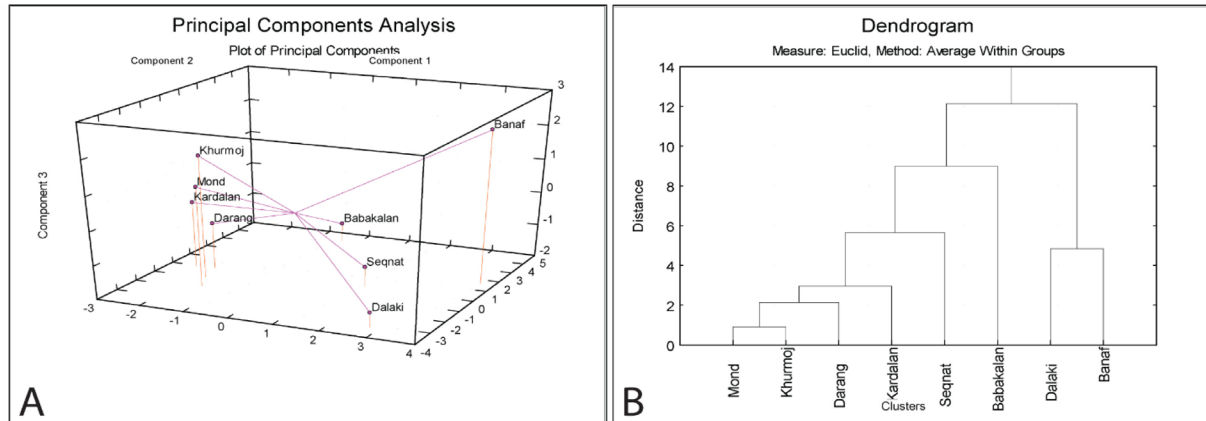 Principal Components Analysis
Plot of Principal Components
Component 2
Component 1
3
Banaf
2
Khurmoj
1
Mond
0
Kardalan
-1
Component 3
Darang
Babakalan
-2
5
4
Seqnat
3
2
1
0
Dalaki
-1
-2
-3
-4
-3
-2
-1
0
1
2
3
4
A
Dendrogram
Measure: Euclid, Method: Average Within Groups
14
12
10
8
6
4
2
0
Distance
Mond
Khurmoj
Darang
Kardalan
Seqnat
Babakalan
Dalaki
Banaf
Clusters
B